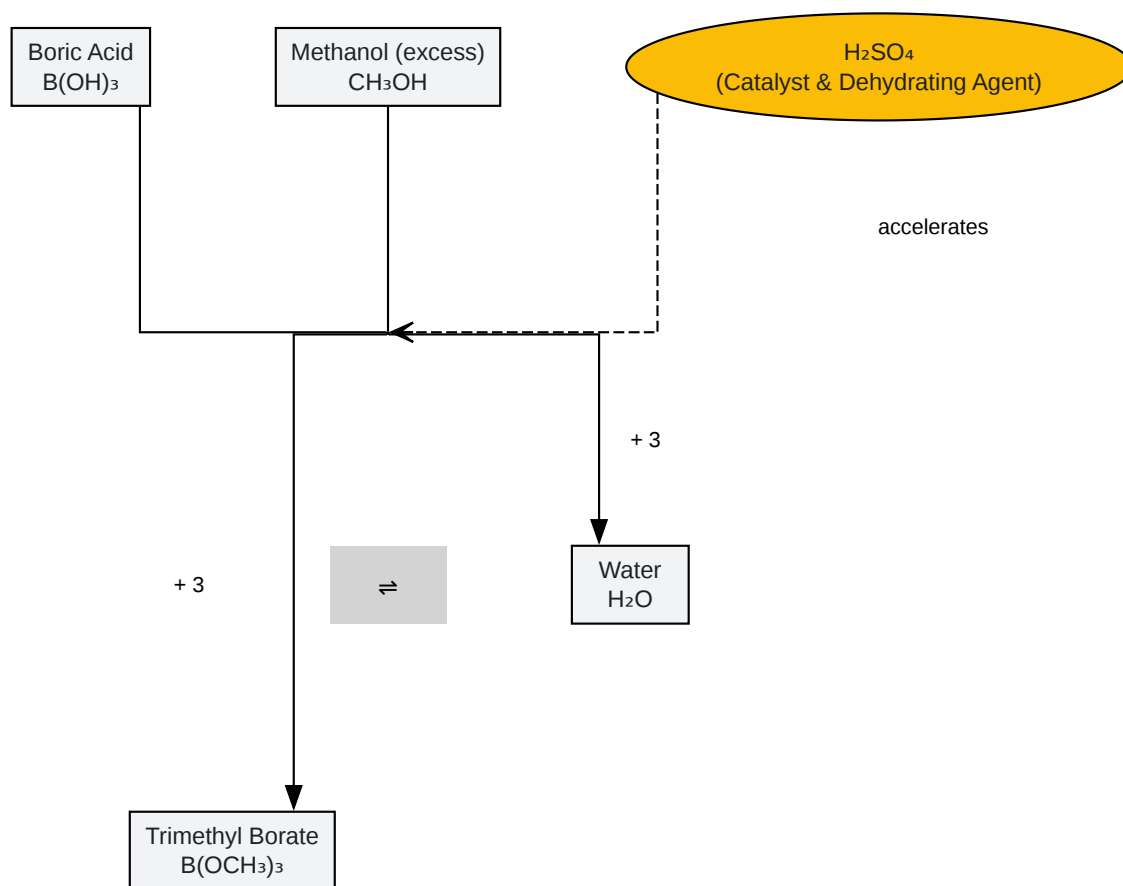 Boric Acid
B(OH)₃
Methanol (excess)
CH₃OH
H₂SO₄
(Catalyst & Dehydrating Agent)
accelerates
+ 3
+ 3
⇌
Water
H₂O
Trimethyl Borate
B(OCH₃)₃